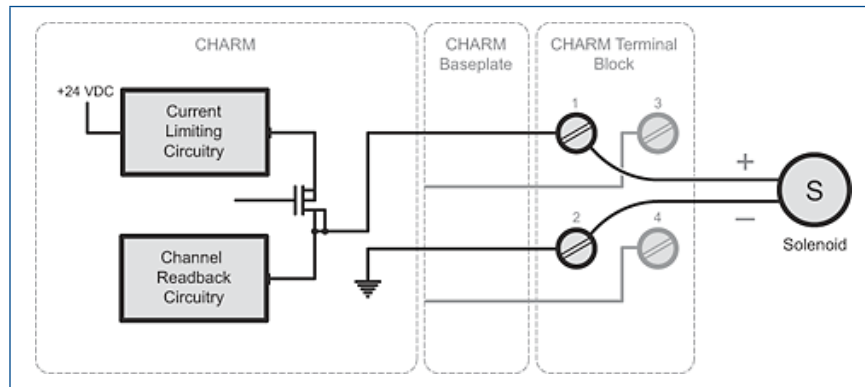 CHARM
CHARM
Baseplate
CHARM Terminal
Block
+24 VDC
Current
Limiting
Circuitry
1
3
+
S
−
Solenoid
2
4
Channel
Readback
Circuitry